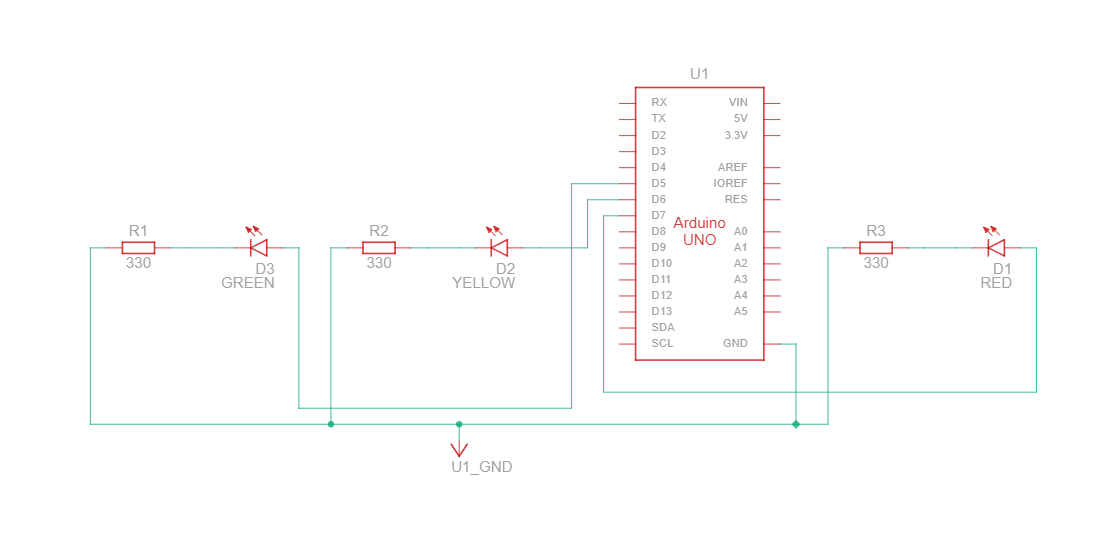 U1
RX VIN
TX 5V
D2 3.3V
D3
D4 AREF
D5 IOREF
D6 RES
D7
Arduino
UNO
D8 A0
D9 A1
D10 A2
D11 A3
D12 A4
D13 A5
SDA
SCL GND
R1
330
D3
GREEN
R2
330
D2
YELLOW
R3
330
D1
RED
U1_GND